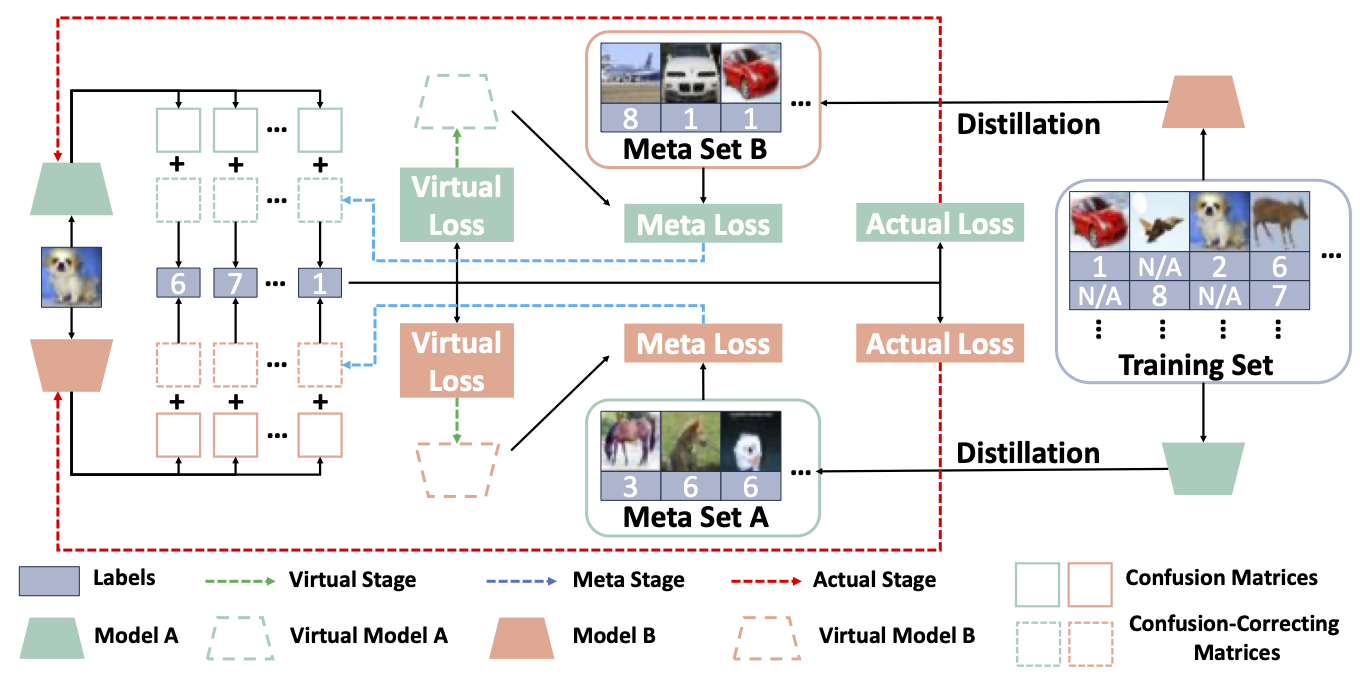 8 1 1
Meta Set B
Distillation
Virtual
Loss
Meta Loss
Actual Loss
1 N/A 2 6
N/A 8 N/A 7
Training Set
+ + +
6 7 1
Virtual
Loss
Meta Loss
Actual Loss
+ + +
3 6 6
Meta Set A
Distillation
Labels
Virtual Stage
Meta Stage
Actual Stage
Confusion Matrices
Model A
Virtual Model A
Model B
Virtual Model B
Confusion-Correcting
Matrices